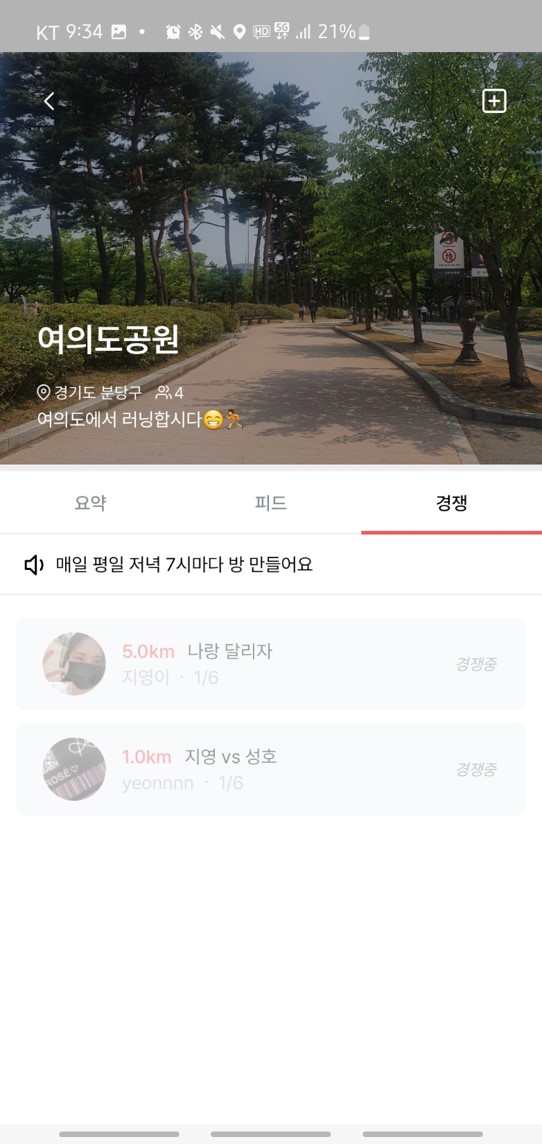 KT 9:34 HD 5G 21%
여의도공원
경기도 분당구 4
여의도에서 러닝합시다😁🏃
요약 피드 경쟁
매일 평일 저녁 7시마다 방 만들어요
5.0km 나랑 달리자
지영이 · 1/6
경쟁중
ROSE
1.0km 지영 vs 성호
yeonnnn · 1/6
경쟁중